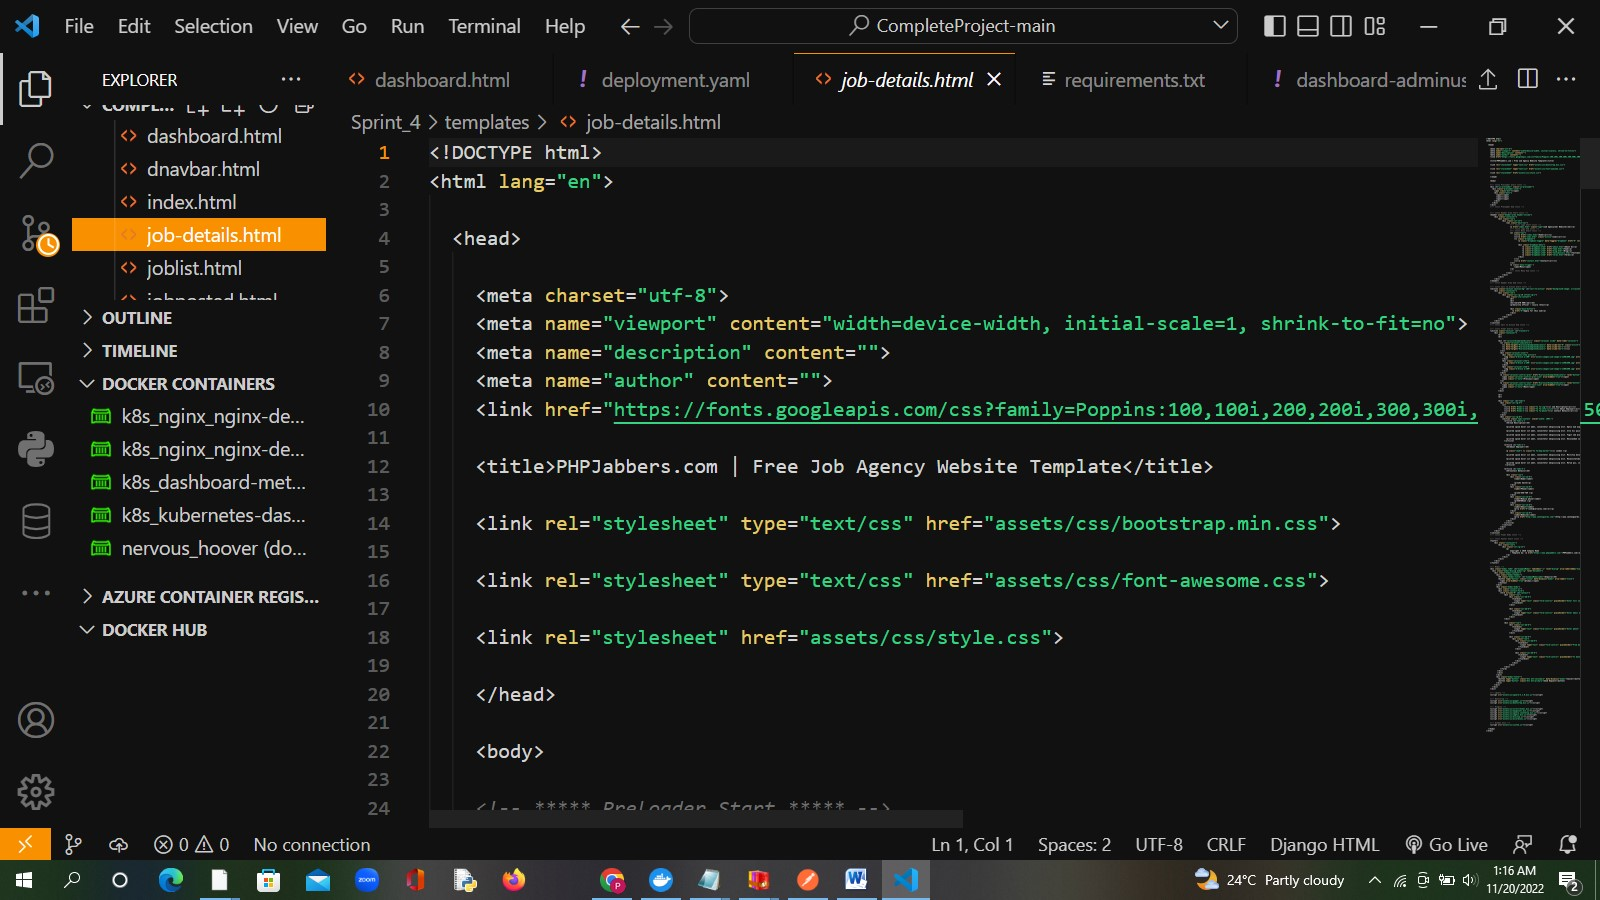 File Edit Selection View Go Run Terminal Help
CompleteProject-main
EXPLORER
dashboard.html
deployment.yaml
job-details.html
requirements.txt
dashboard-adminus
COMPLE...
dashboard.html
dnavbar.html
index.html
job-details.html
joblist.html
jobposted.html
OUTLINE
TIMELINE
DOCKER CONTAINERS
k8s_nginx_nginx-de...
k8s_nginx_nginx-de...
k8s_dashboard-met...
k8s_kubernetes-das...
nervous_hoover (do...
AZURE CONTAINER REGIS...
DOCKER HUB
Sprint_4 > templates > job-details.html
1 <!DOCTYPE html>
2 <html lang="en">
3
4 <head>
5
6 <meta charset="utf-8">
7 <meta name="viewport" content="width=device-width, initial-scale=1, shrink-to-fit=no">
8 <meta name="description" content="">
9 <meta name="author" content="">
10 <link href="https://fonts.googleapis.com/css?family=Poppins:100,100i,200,200i,300,300i, 50
11
12 <title>PHPJabbers.com | Free Job Agency Website Template</title>
13
14 <link rel="stylesheet" type="text/css" href="assets/css/bootstrap.min.css">
15
16 <link rel="stylesheet" type="text/css" href="assets/css/font-awesome.css">
17
18 <link rel="stylesheet" href="assets/css/style.css">
19
20 </head>
21
22 <body>
23
24 <!-- ***** Preloader Start ***** -->
0 0 No connection
Ln 1, Col 1 Spaces: 2 UTF-8 CRLF Django HTML Go Live
zoom
P
24°C Partly cloudy
1:16 AM
11/20/2022
2